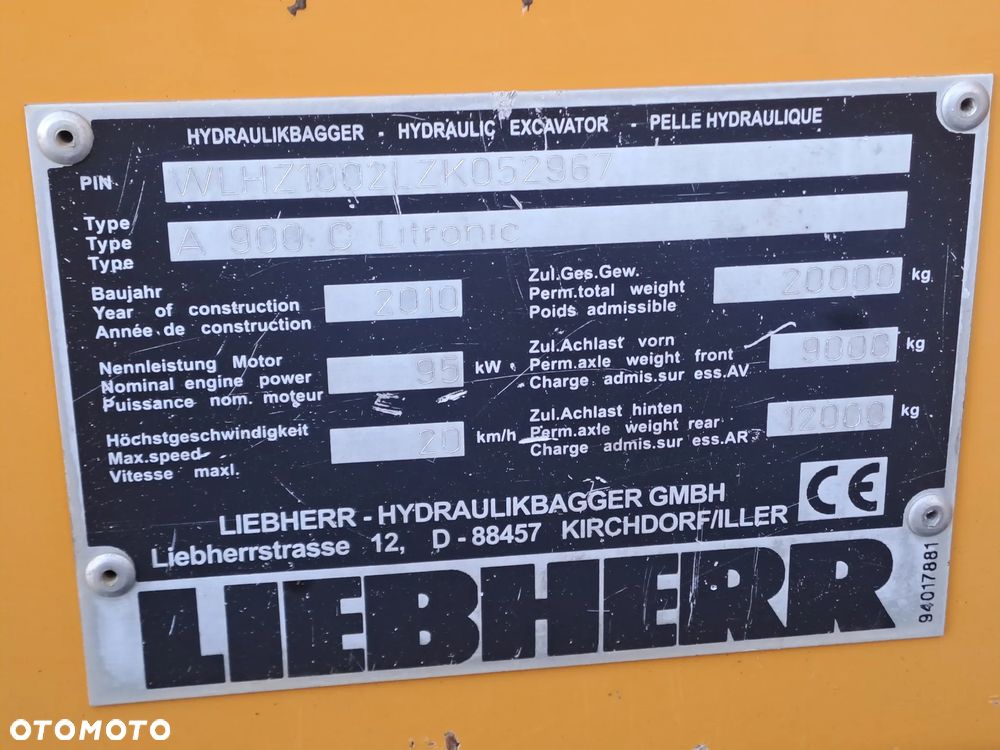 HYDRAULIKBAGGER - HYDRAULIC EXCAVATOR - PELLE HYDRAULIQUE
PIN WLHZ1002LZK052967
Type
Type A 900 C Litronic
Type
Baujahr
Year of construction 2010
Année de construction
Nennleistung Motor
Nominal engine power 95 kW
Puissance nom. moteur
Höchstgeschwindigkeit
Max.speed 20 km/h
Vitesse maxl.
Zul.Ges.Gew.
Perm.total weight 20000 kg
Poids admissible
Zul.Achlast vorn
Perm.axle weight front 9000 kg
Charge admis.sur ess.AV
Zul.Achlast hinten
Perm.axle weight rear 12000 kg
Charge admis.sur ess.AR
CE
LIEBHERR - HYDRAULIKBAGGER GMBH
Liebherrstrasse 12, D - 88457 KIRCHDORF/ILLER
LIEBHERR
94017881
OTOMOTO